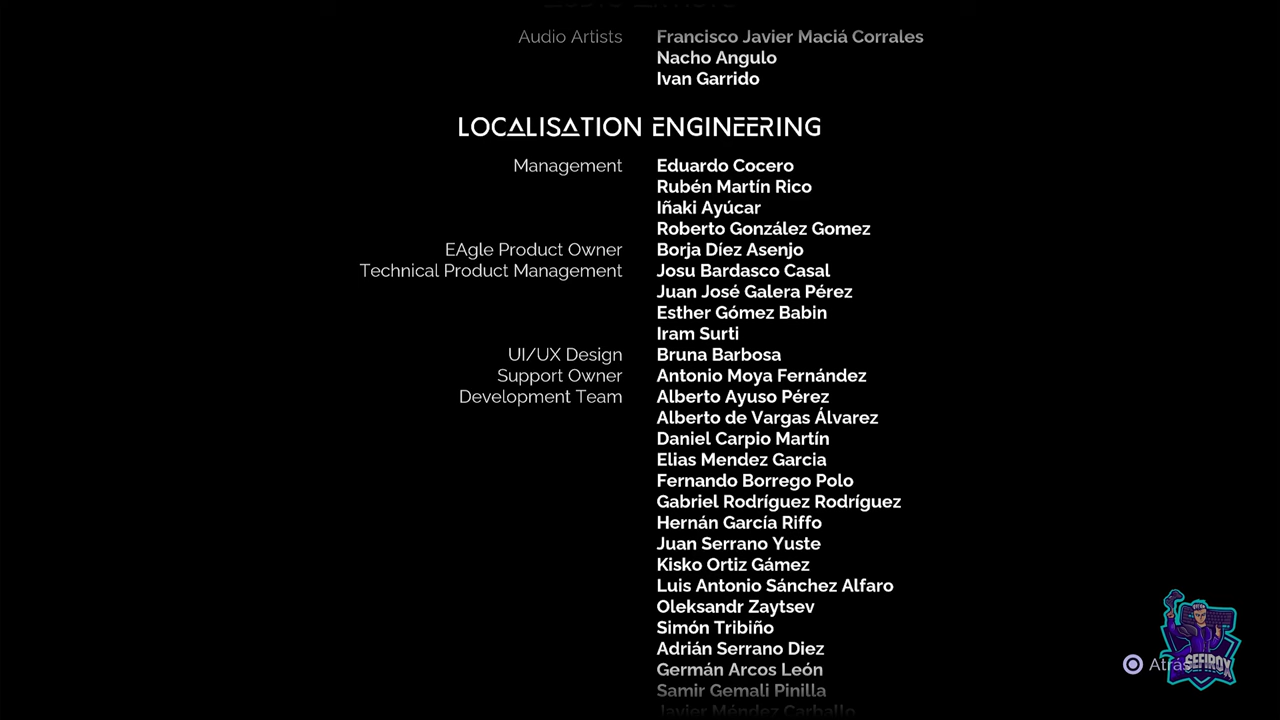 Audio Artists Francisco Javier Maciá Corrales
Nacho Angulo
Ivan Garrido
LOCALISATION ENGINEERING
Management Eduardo Cocero
Rubén Martín Rico
Iñaki Ayúcar
Roberto González Gomez
EAgle Product Owner Borja Díez Asenjo
Technical Product Management Josu Bardasco Casal
Juan José Galera Pérez
Esther Gómez Babin
Iram Surti
UI/UX Design Bruna Barbosa
Support Owner Antonio Moya Fernández
Development Team Alberto Ayuso Pérez
Alberto de Vargas Álvarez
Daniel Carpio Martín
Elias Mendez Garcia
Fernando Borrego Polo
Gabriel Rodríguez Rodríguez
Hernán García Riffo
Juan Serrano Yuste
Kisko Ortiz Gámez
Luis Antonio Sánchez Alfaro
Oleksandr Zaytsev
Simón Tribiño
Adrián Serrano Diez
Germán Arcos León
Samir Gemali Pinilla
Javier Méndez Carballo
Atrás
SEFIROX